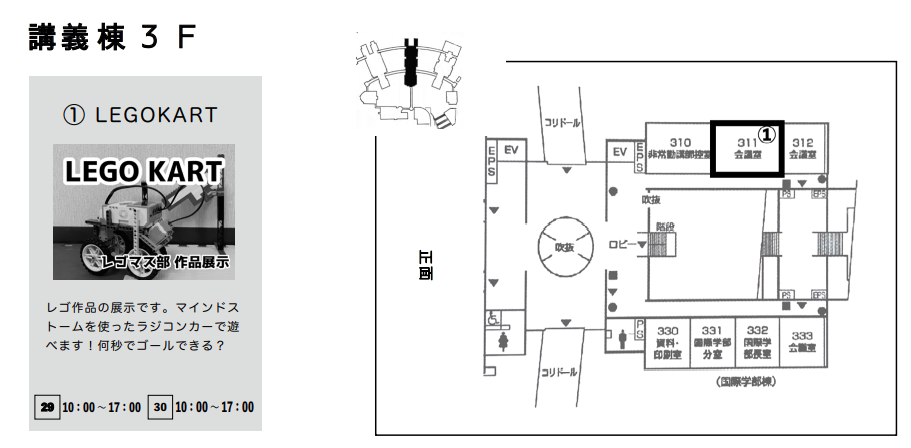 講義棟３Ｆ
① LEGOKART
LEGO KART
レゴマス部 作品展示
レゴ作品の展示です。マインドス
トームを使ったラジコンカーで遊
べます！何秒でゴールできる？
29 10：00～17：00 30 10：00～17：00
正面
コリドール
EPS
EV
EV
EPS
310
非常勤講師控室
①
311
会議室
312
会議室
PS
EPS
吹抜
階段
吹抜
ロビー
PS
EPS
PS
330
資料・
印刷室
331
国際学部
分室
332
国際学
部長室
333
会議室
コリドール
（国際学部棟）